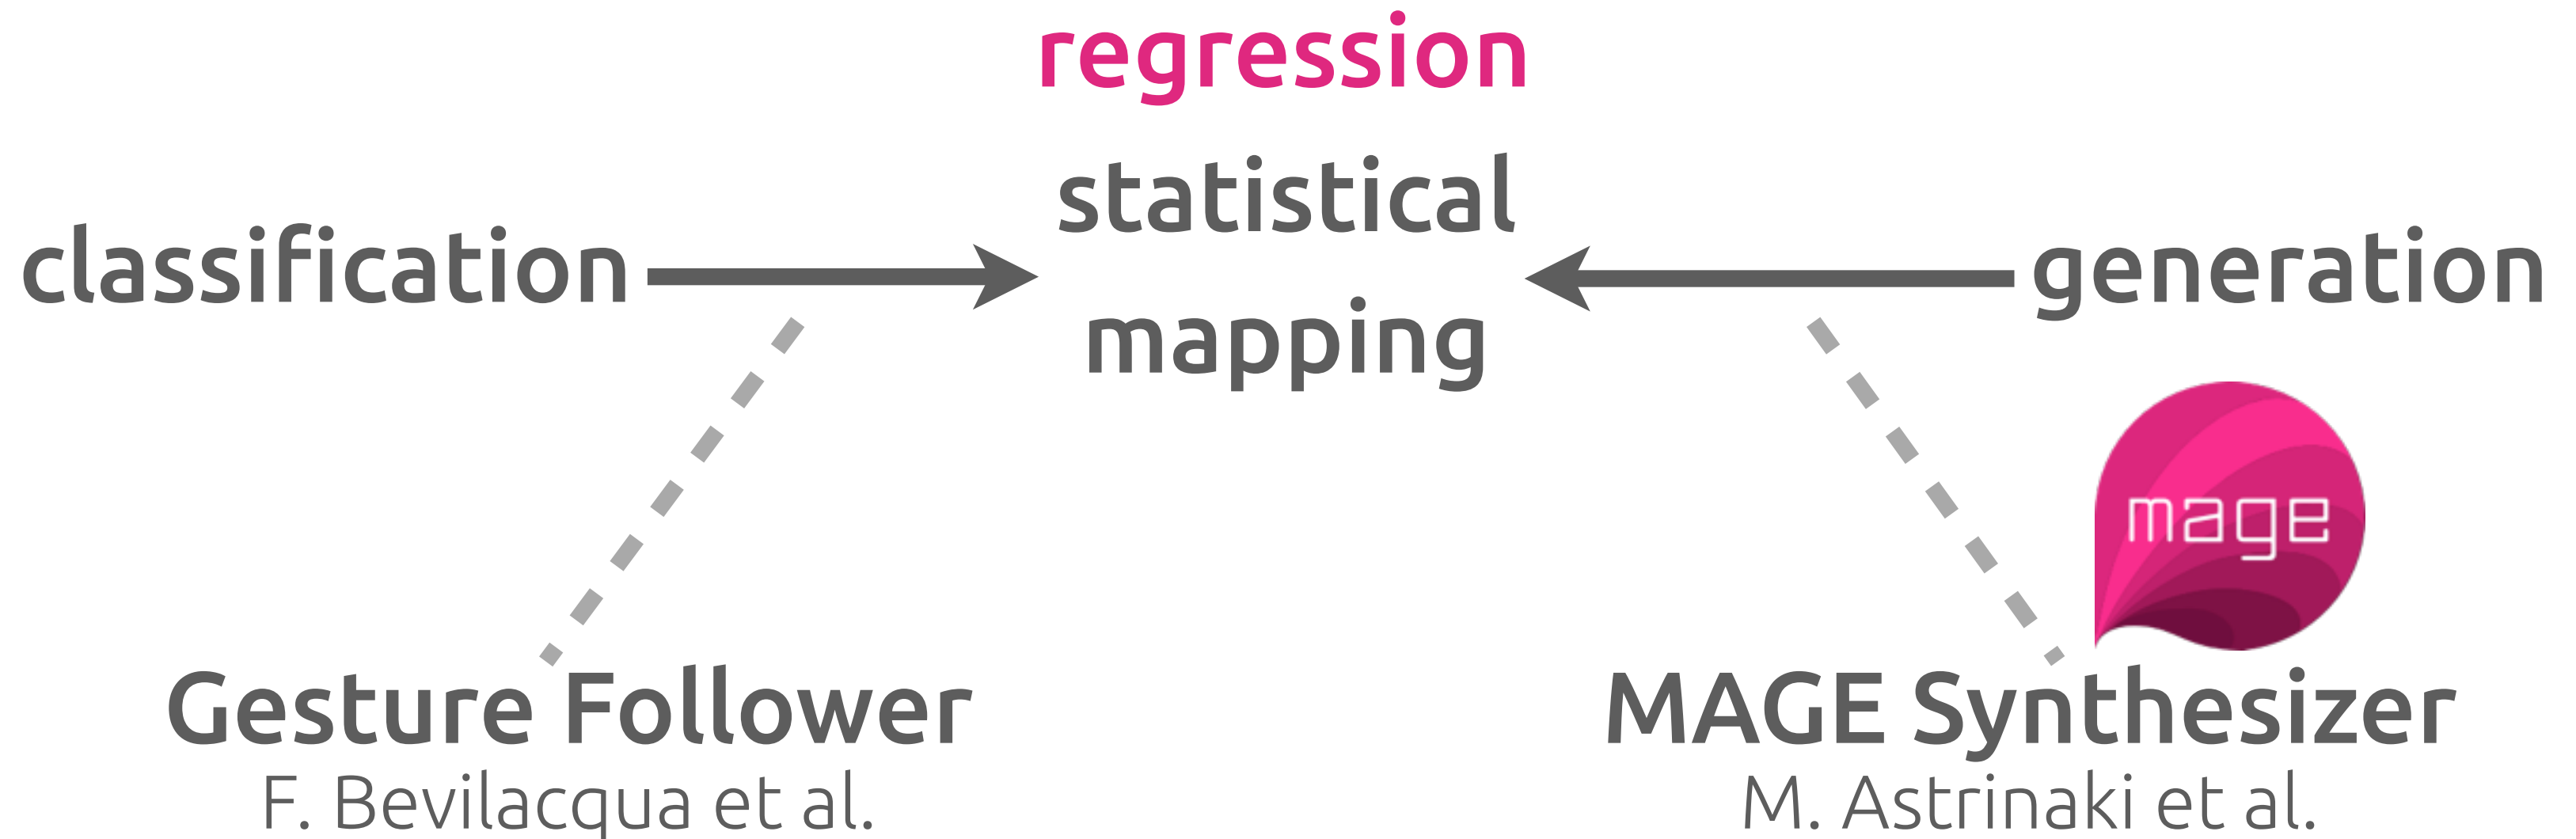 regression
statistical
mapping
classification
generation
mage
Gesture Follower
F. Bevilacqua et al.
MAGE Synthesizer
M. Astrinaki et al.